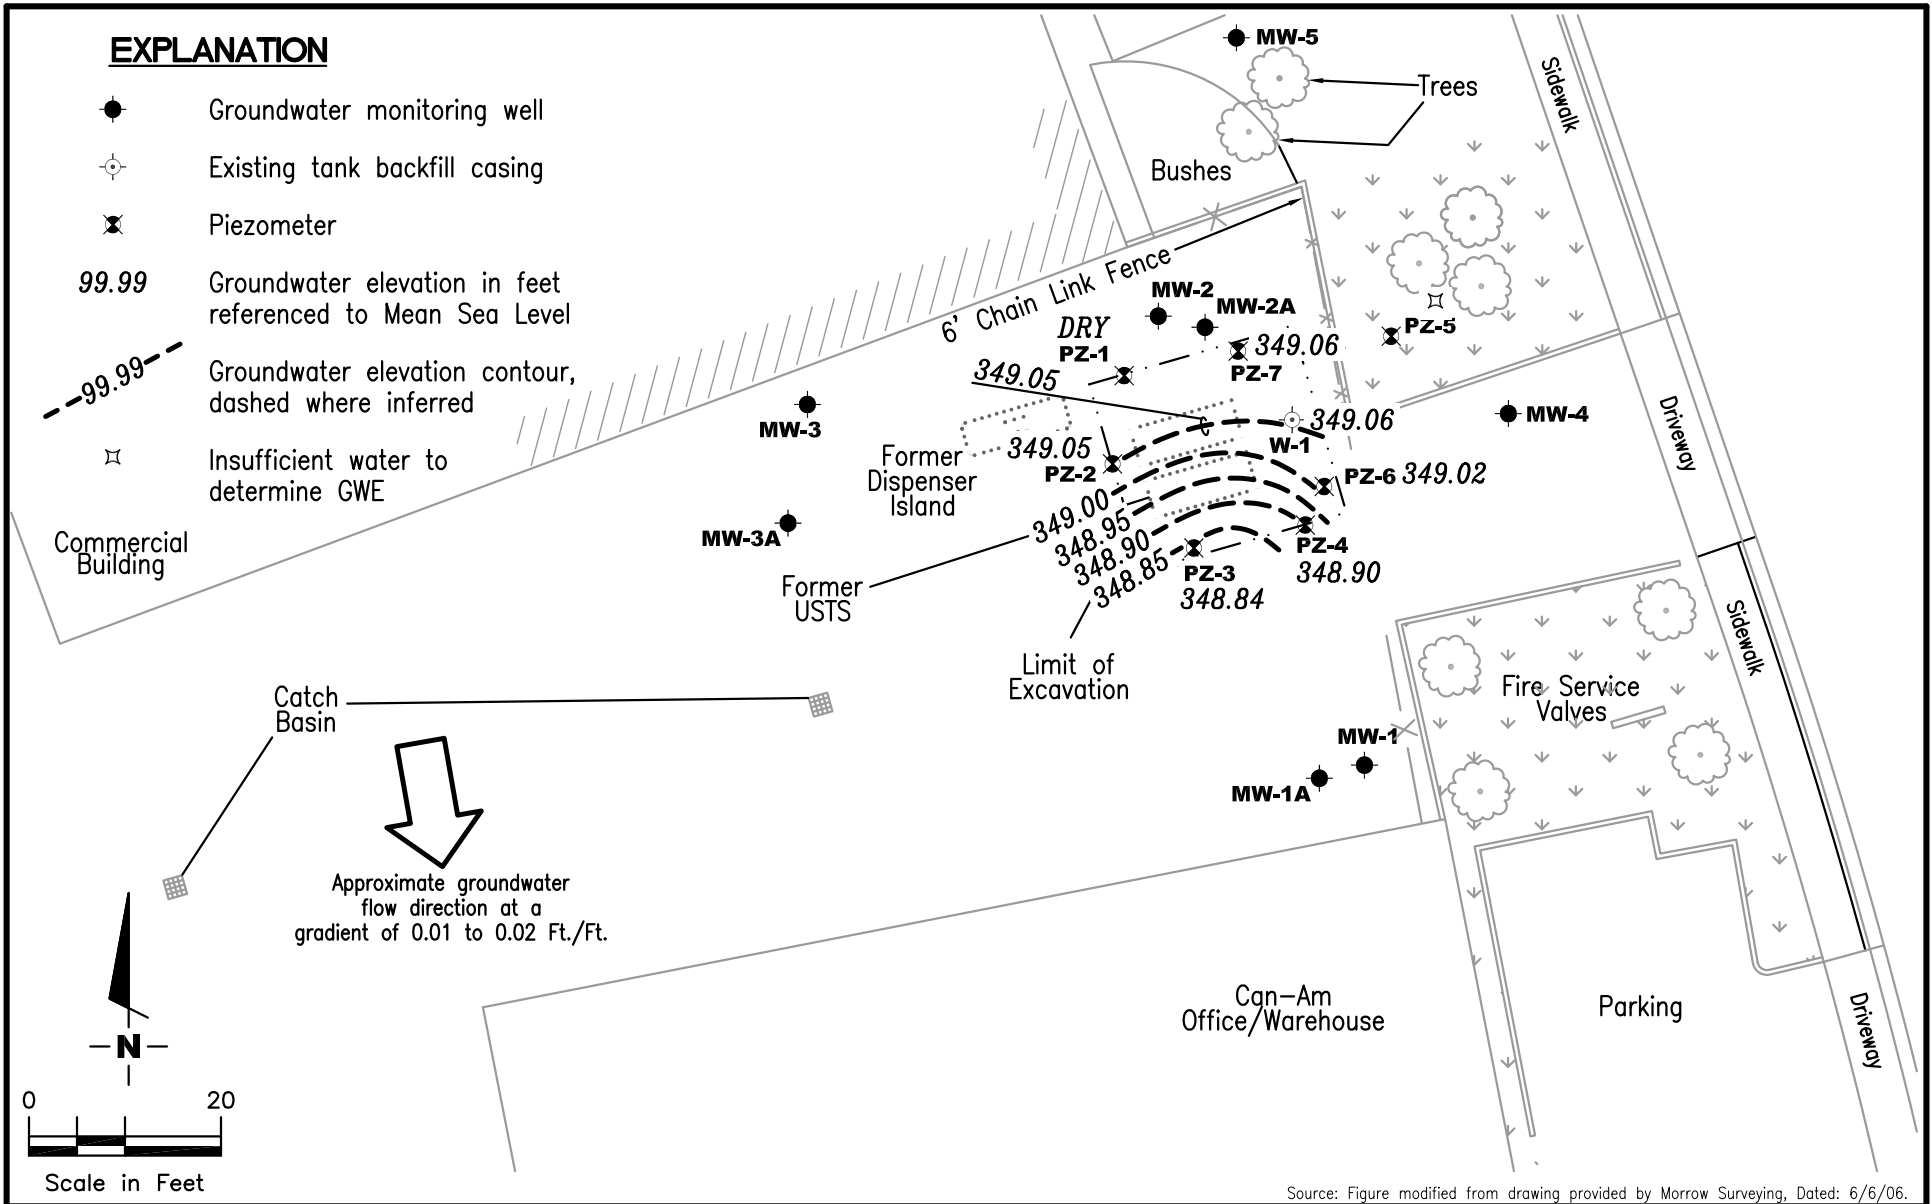 EXPLANATION
Groundwater monitoring well
Existing tank backfill casing
Piezometer
99.99
Groundwater elevation in feet
referenced to Mean Sea Level
99.99
Groundwater elevation contour,
dashed where inferred
Insufficient water to
determine GWE
Commercial
Building
MW-5
Trees
Sidewalk
Bushes
6' Chain Link Fence
MW-2
MW-2A
DRY
PZ-1
349.06
PZ-7
PZ-5
349.05
MW-3
349.06
W-1
MW-4
Driveway
349.05
PZ-2
Former
Dispenser
Island
PZ-6
349.02
MW-3A
349.00
348.95
348.90
348.85
PZ-4
348.90
PZ-3
348.84
Former
USTS
Sidewalk
Limit of
Excavation
Fire Service
Valves
Catch
Basin
MW-1
MW-1A
Approximate groundwater
flow direction at a
gradient of 0.01 to 0.02 Ft./Ft.
Can-Am
Office/Warehouse
Parking
Driveway
N
0
20
Scale in Feet
Source: Figure modified from drawing provided by Morrow Surveying, Dated: 6/6/06.